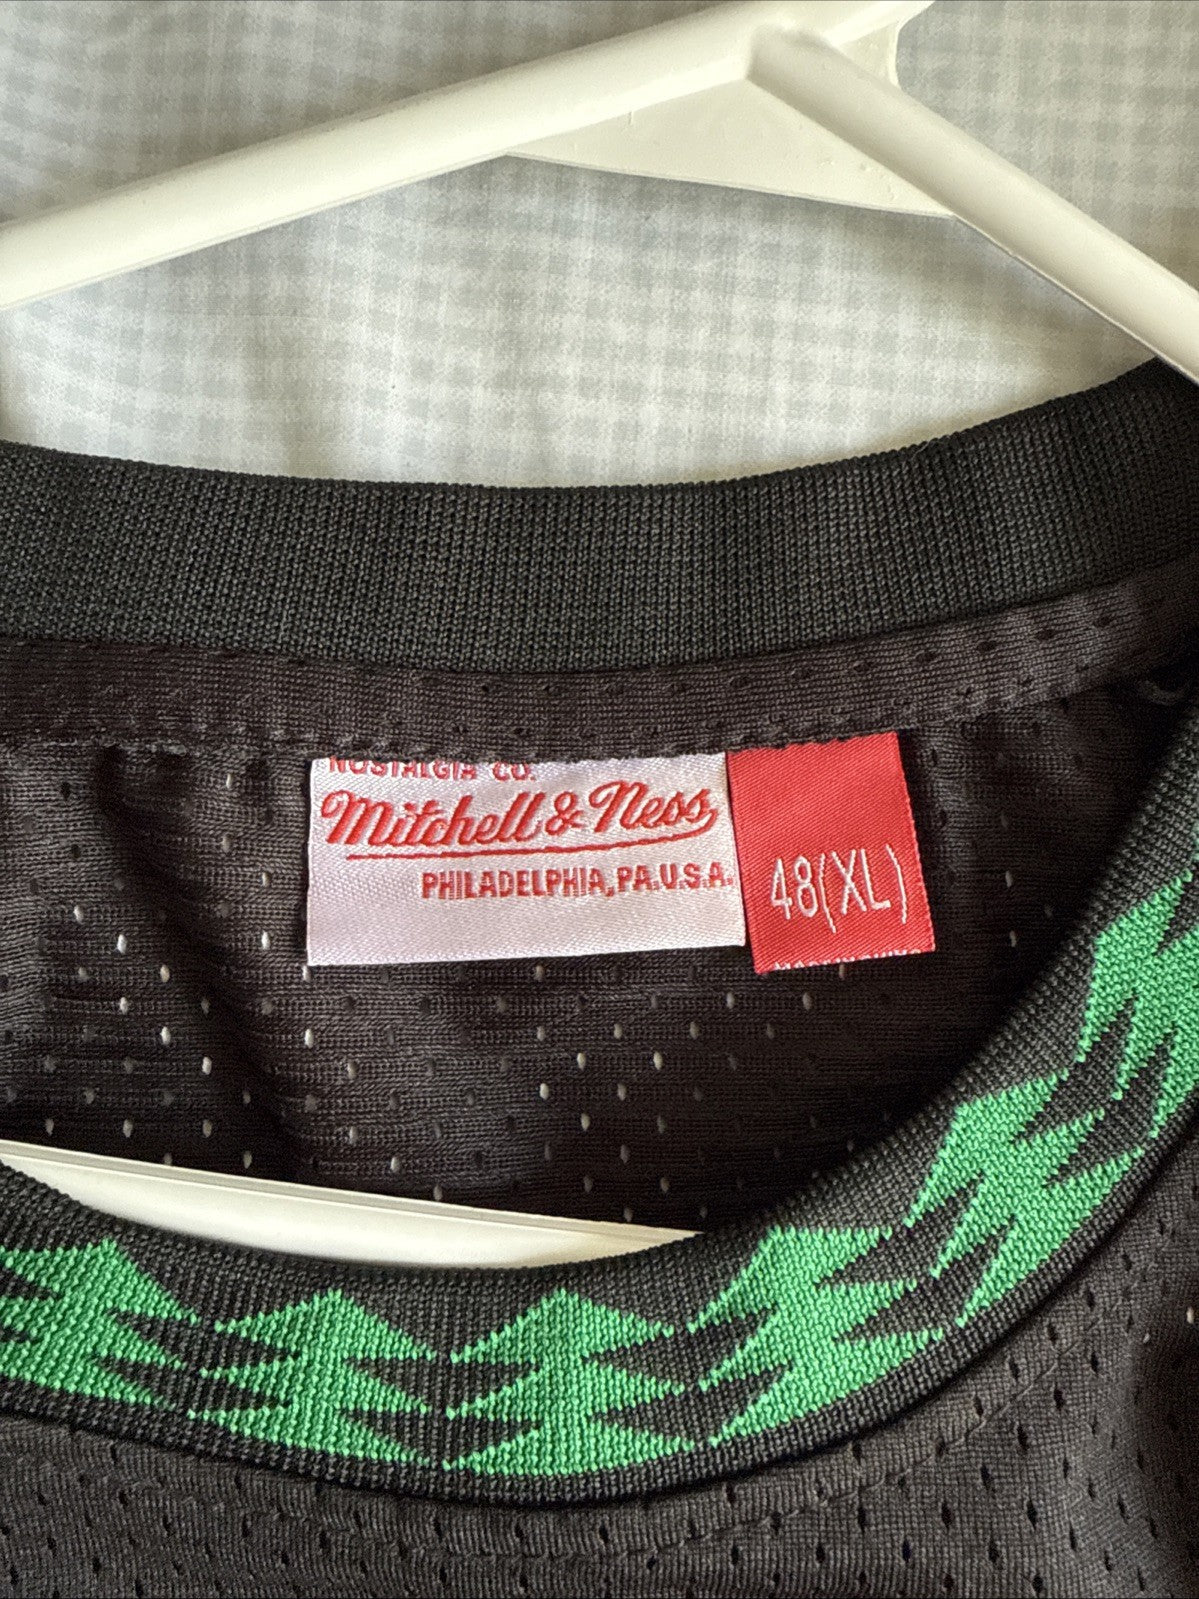 NOSTALGIA CO.
Mitchell & Ness
PHILADELPHIA, PA.U.S.A.
48(XL)